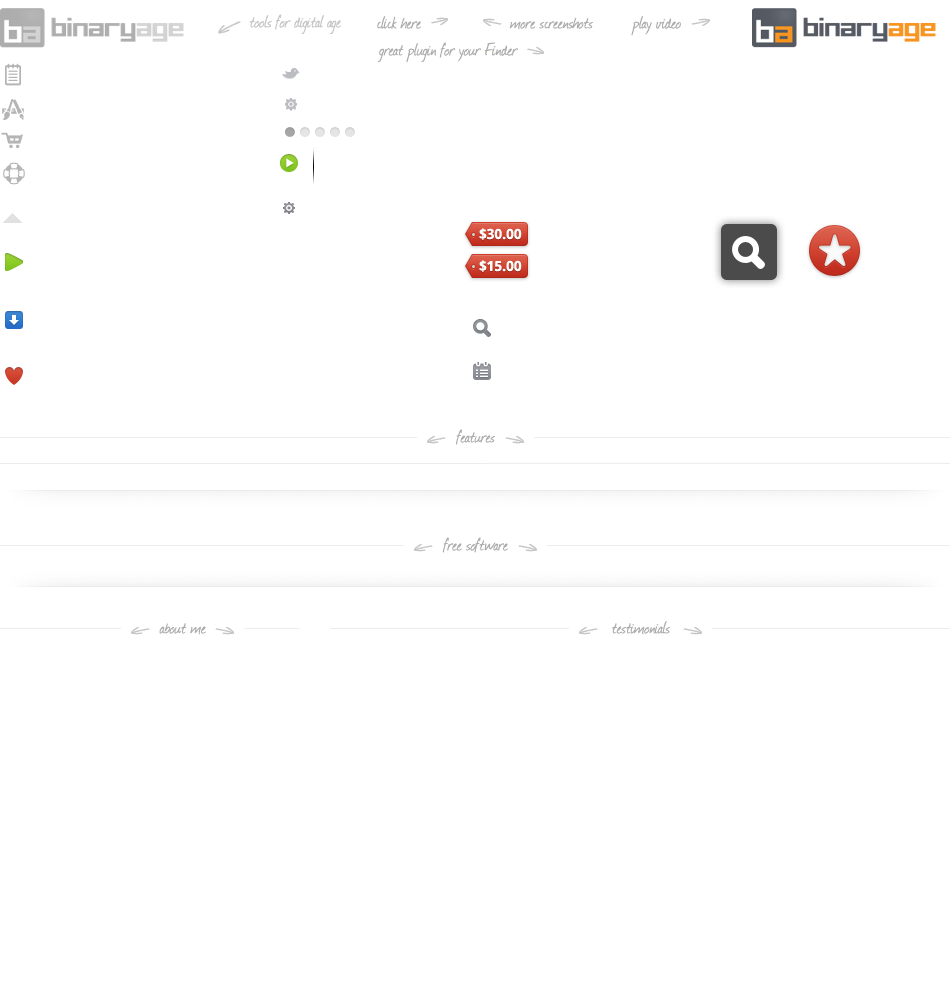 ba binaryage
tools for digital age
click here
more screenshots
play video
ba binaryage
great plugin for your Finder
$30.00
$15.00
features
free software
about me
testimonials